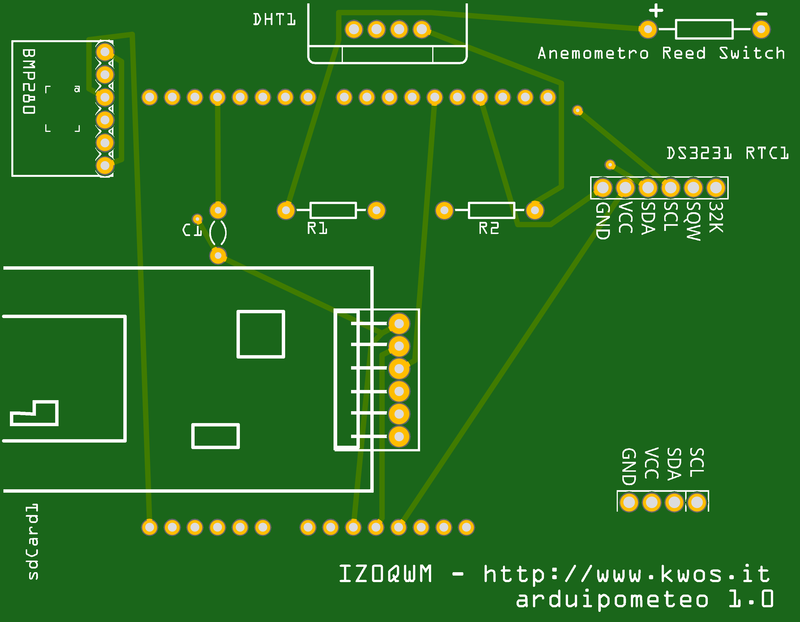 DHT1
+ -
Anemometro Reed Switch
BMP280
a
DS3231 RTC1
GND
VCC
SDA
SCL
SQW
32K
C1
R1
R2
GND
VCC
SDA
SCL
sdCard1
IZ0QWM - http://www.kwos.it
arduipometeo 1.0